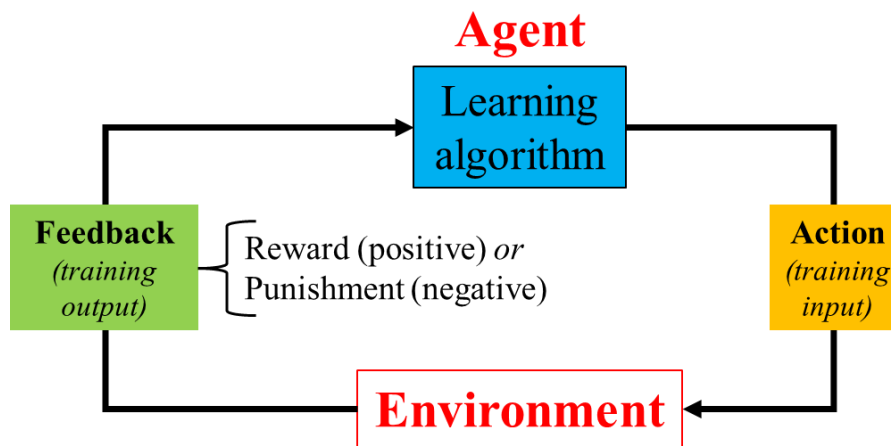 Agent
Learning
algorithm
Feedback
(training
output)
Reward (positive) or
Punishment (negative)
Action
(training
input)
Environment